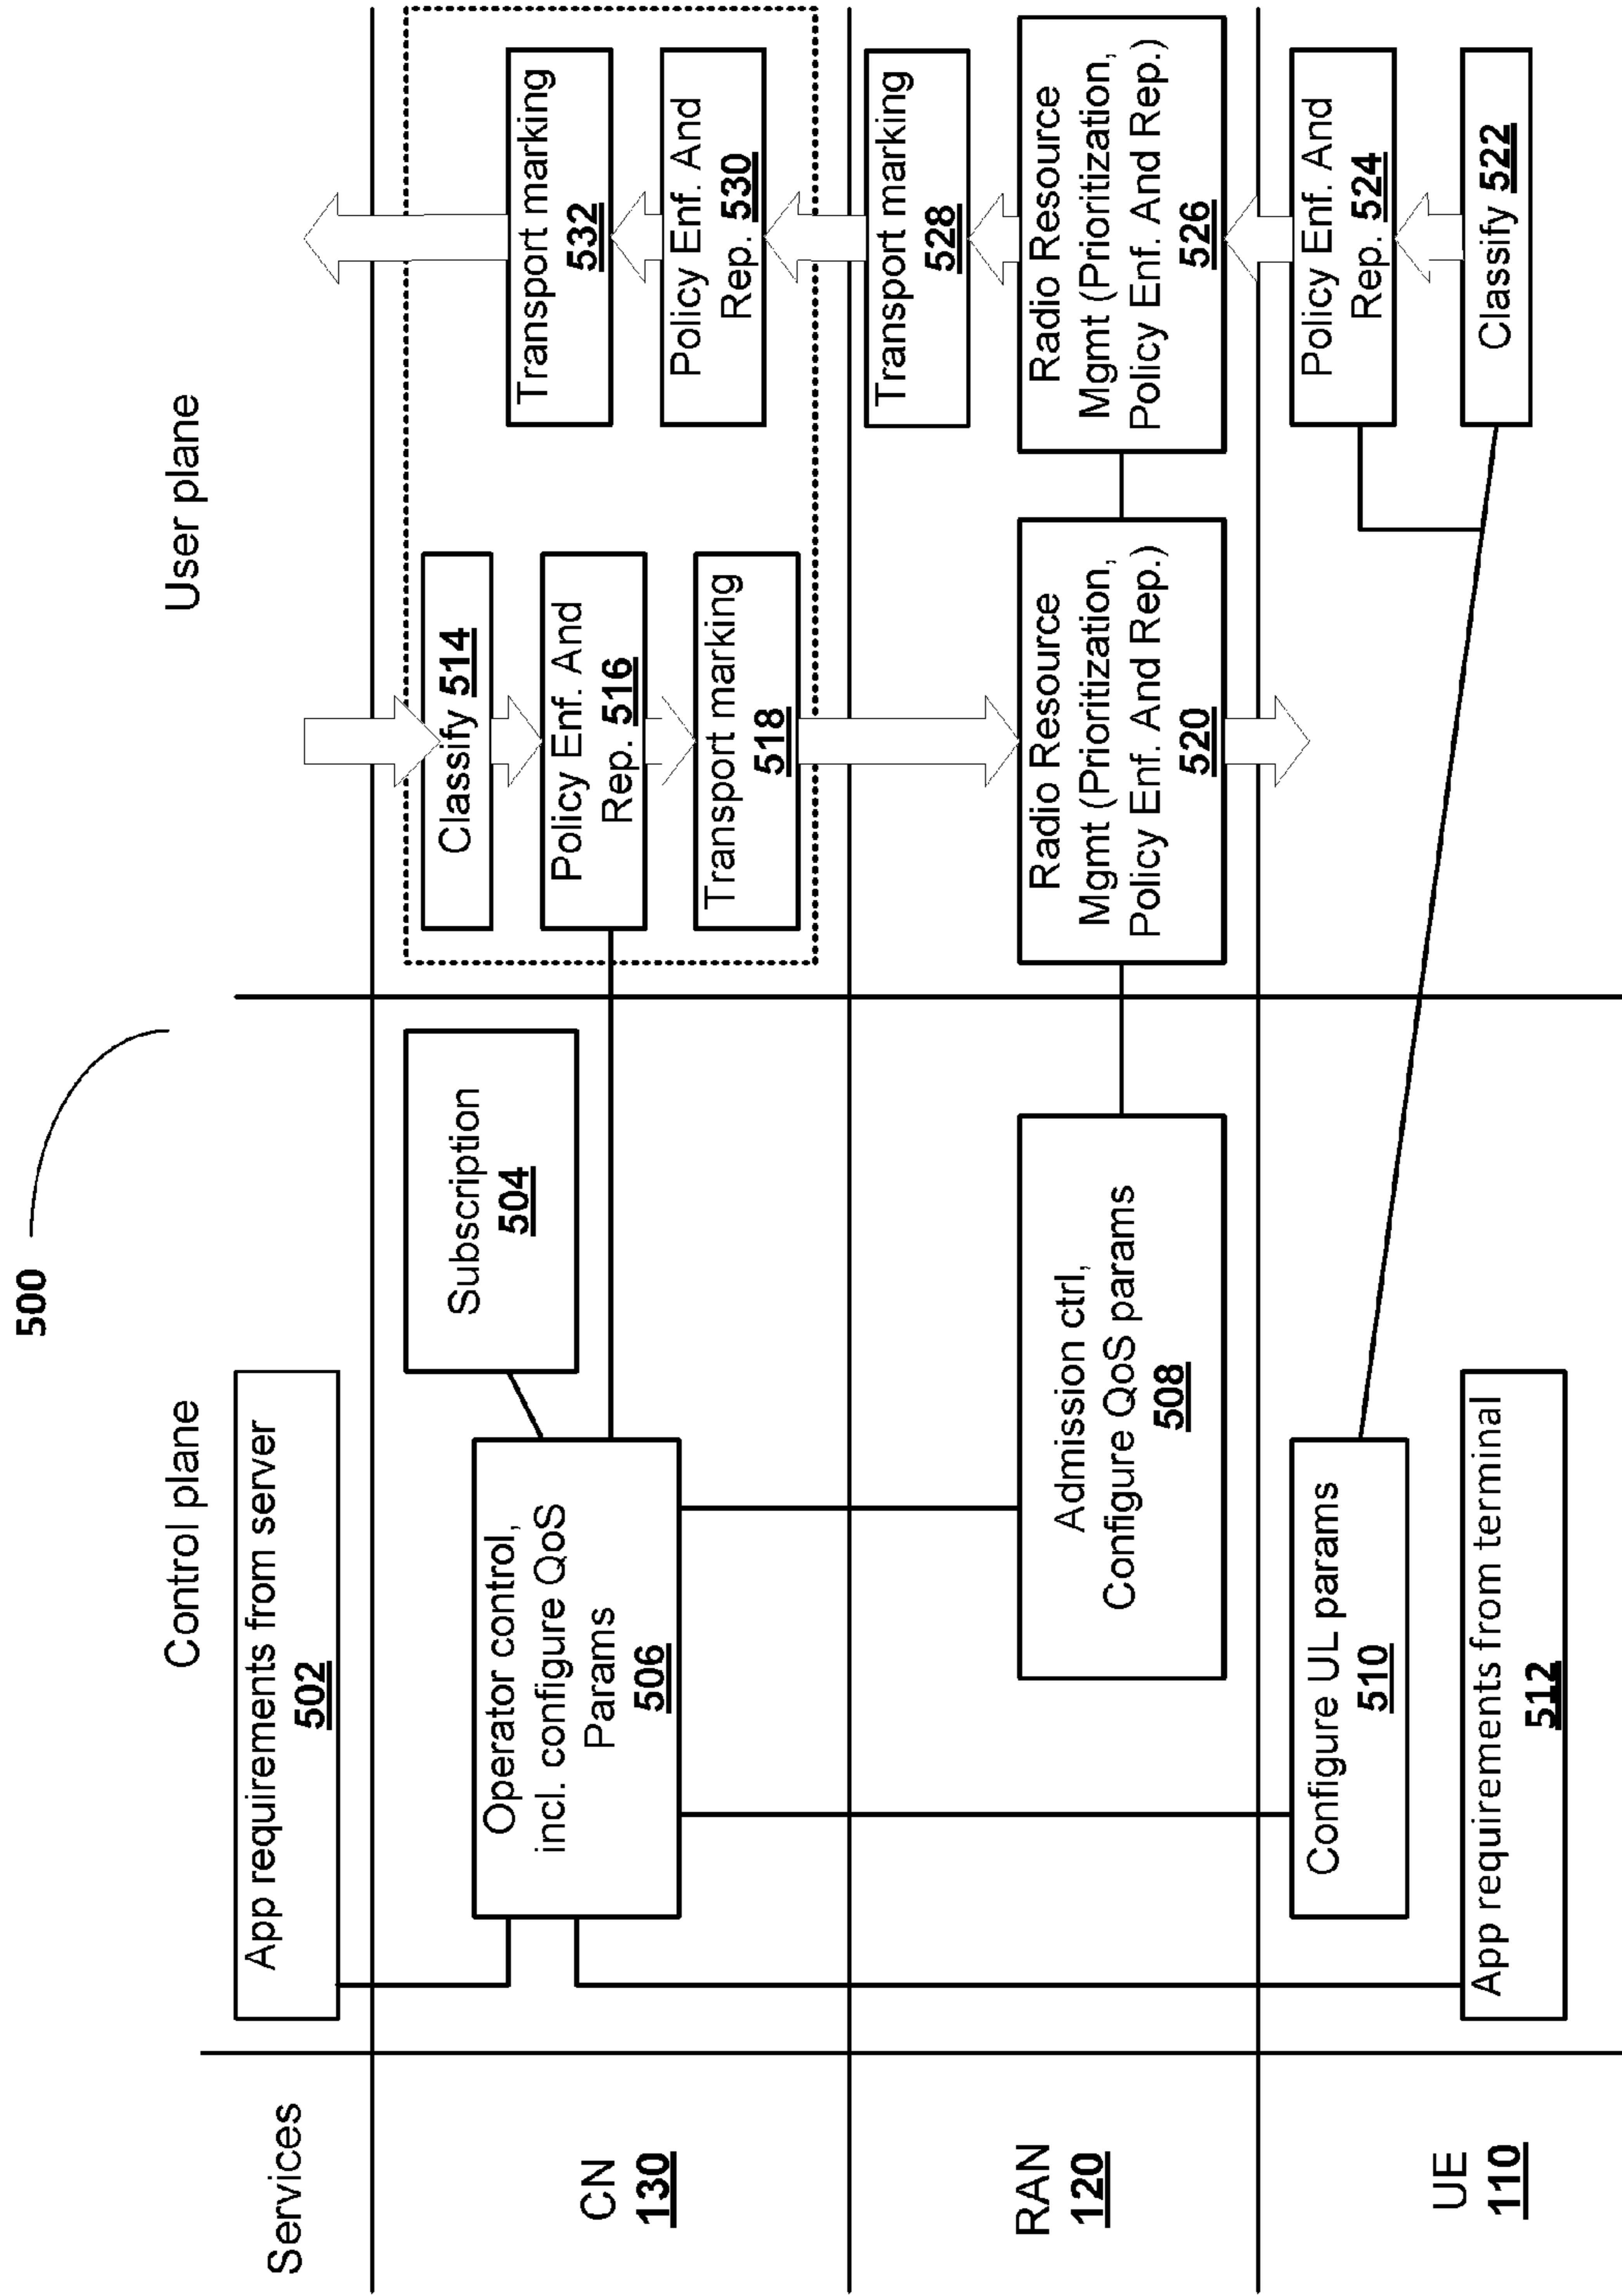 500
Control plane
User plane
Services
App requirements from server
502
CN
130
Operator control,
incl. configure QoS
Params
506
Subscription
504
Classify 514
Policy Enf. And
Rep. 516
Transport marking
518
Transport marking
532
Policy Enf. And
Rep. 530
RAN
120
Admission ctrl,
Configure QoS params
508
Radio Resource
Mgmt (Prioritization,
Policy Enf. And Rep.)
520
Transport marking
528
Radio Resource
Mgmt (Prioritization,
Policy Enf. And Rep.)
526
UE
110
Configure UL params
510
App requirements from terminal
512
Policy Enf. And
Rep. 524
Classify 522